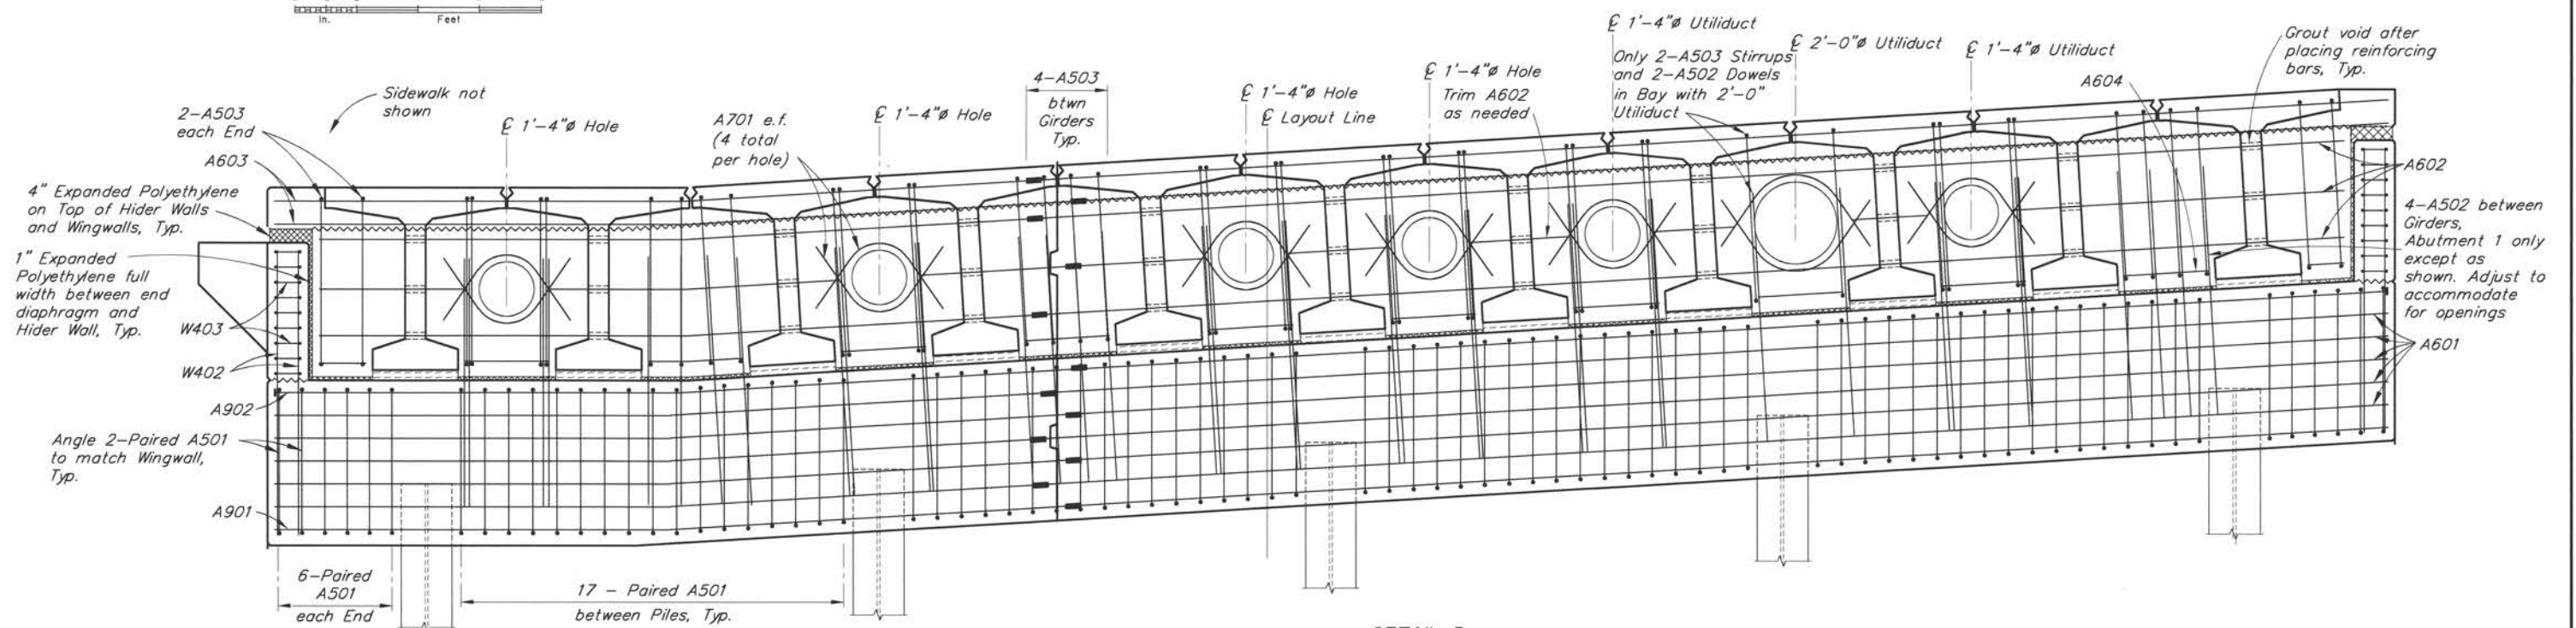 In.
Feet
Sidewalk not
shown
2-A503
each End
A603
4" Expanded Polyethylene
on Top of Hider Walls
and Wingwalls, Typ.
1" Expanded
Polyethylene full
width between end
diaphragm and
Hider Wall, Typ.
W403
W402
A902
Angle 2-Paired A501
to match Wingwall,
Typ.
A901
6-Paired
A501
each End
17 - Paired A501
between Piles, Typ.
℄ 1'-4"ø Hole
A701 e.f.
(4 total
per hole)
℄ 1'-4"ø Hole
4-A503
btwn
Girders
Typ.
℄ 1'-4"ø Hole
℄ Layout Line
℄ 1'-4"ø Hole
Trim A602
as needed
℄ 1'-4"ø Utiliduct
Only 2-A503 Stirrups
and 2-A502 Dowels
in Bay with 2'-0"
Utiliduct
℄ 2'-0"ø Utiliduct
℄ 1'-4"ø Utiliduct
A604
Grout void after
placing reinforcing
bars, Typ.
A602
4-A502 between
Girders,
Abutment 1 only
except as
shown. Adjust to
accommodate
for openings
A601